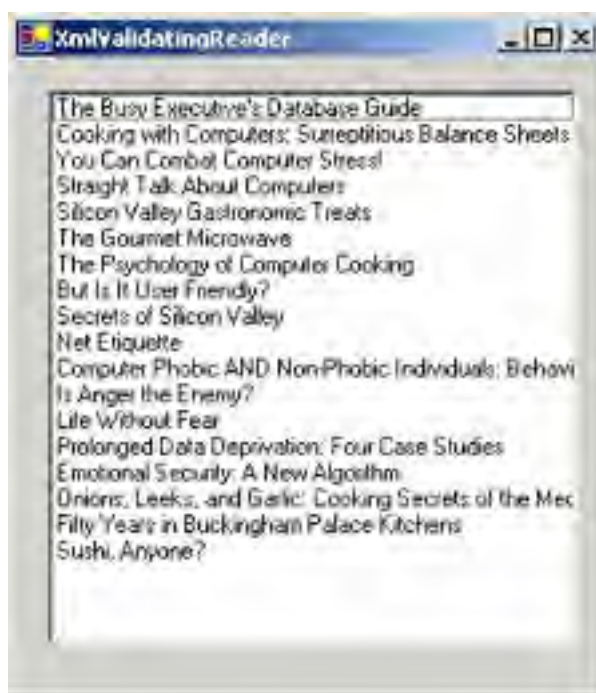 XmlValidatingReader
The Busy Executive's Database Guide
Cooking with Computers: Surreptitious Balance Sheets
You Can Combat Computer Stress!
Straight Talk About Computers
Silicon Valley Gastronomic Treats
The Gourmet Microwave
The Psychology of Computer Cooking
But Is It User Friendly?
Secrets of Silicon Valley
Net Etiquette
Computer Phobic AND Non-Phobic Individuals: Behavi
Is Anger the Enemy?
Life Without Fear
Prolonged Data Deprivation: Four Case Studies
Emotional Security: A New Algorithm
Onions, Leeks, and Garlic: Cooking Secrets of the Mec
Fifty Years in Buckingham Palace Kitchens
Sushi, Anyone?